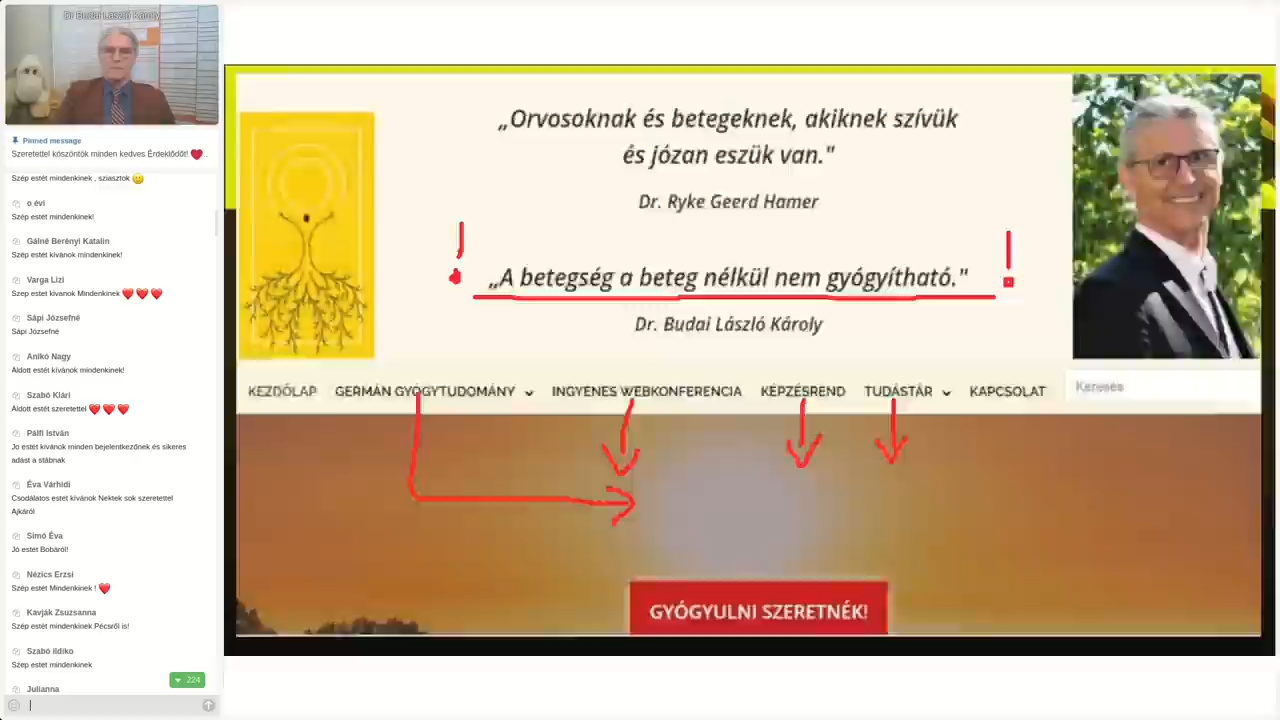 Dr Budai László Károly
Pinned message
Szeretettel köszöntök minden kedves Érdeklődőt! ❤️..
Szép estét mindenkinek , sziasztok 🙂
o évi
Szép estét mindenkinek!
Gálné Berényi Katalin
Szép estét kívánok mindenkinek!
Varga Lizi
Szep estet kivanok Mindenkinek ❤️ ❤️ ❤️
Sápi Józsefné
Sápi Józsefné
Anikó Nagy
Áldott estét kívánok mindenkinek!
Szabó Klári
Áldott estét szeretettel ❤️ ❤️ ❤️
Pálfi István
Jo estét kivánok minden bejelentkezőnek és sikeres
adást a stábnak
Éva Várhidi
Csodálatos estét kívánok Nektek sok szeretettel
Ajkáról
Simó Éva
Jó estét Bobáról!
Nézics Erzsi
Szép estét Mindenkinek ! ❤️
Kavják Zsuzsanna
Szép estét mindenkinek Pécsről is!
Szabó ildiko
Szép estét mindenkinek
224
Julianna
„Orvosoknak és betegeknek, akiknek szívük
és józan eszük van."
Dr. Ryke Geerd Hamer
! „A betegség a beteg nélkül nem gyógyítható." !
Dr. Budai László Károly
KEZDŐLAP GERMÁN GYÓGYTUDOMÁNY INGYENES WEBKONFERENCIA KÉPZÉSREND TUDÁSTÁR KAPCSOLAT Keresés
GYÓGYULNI SZERETNÉK!